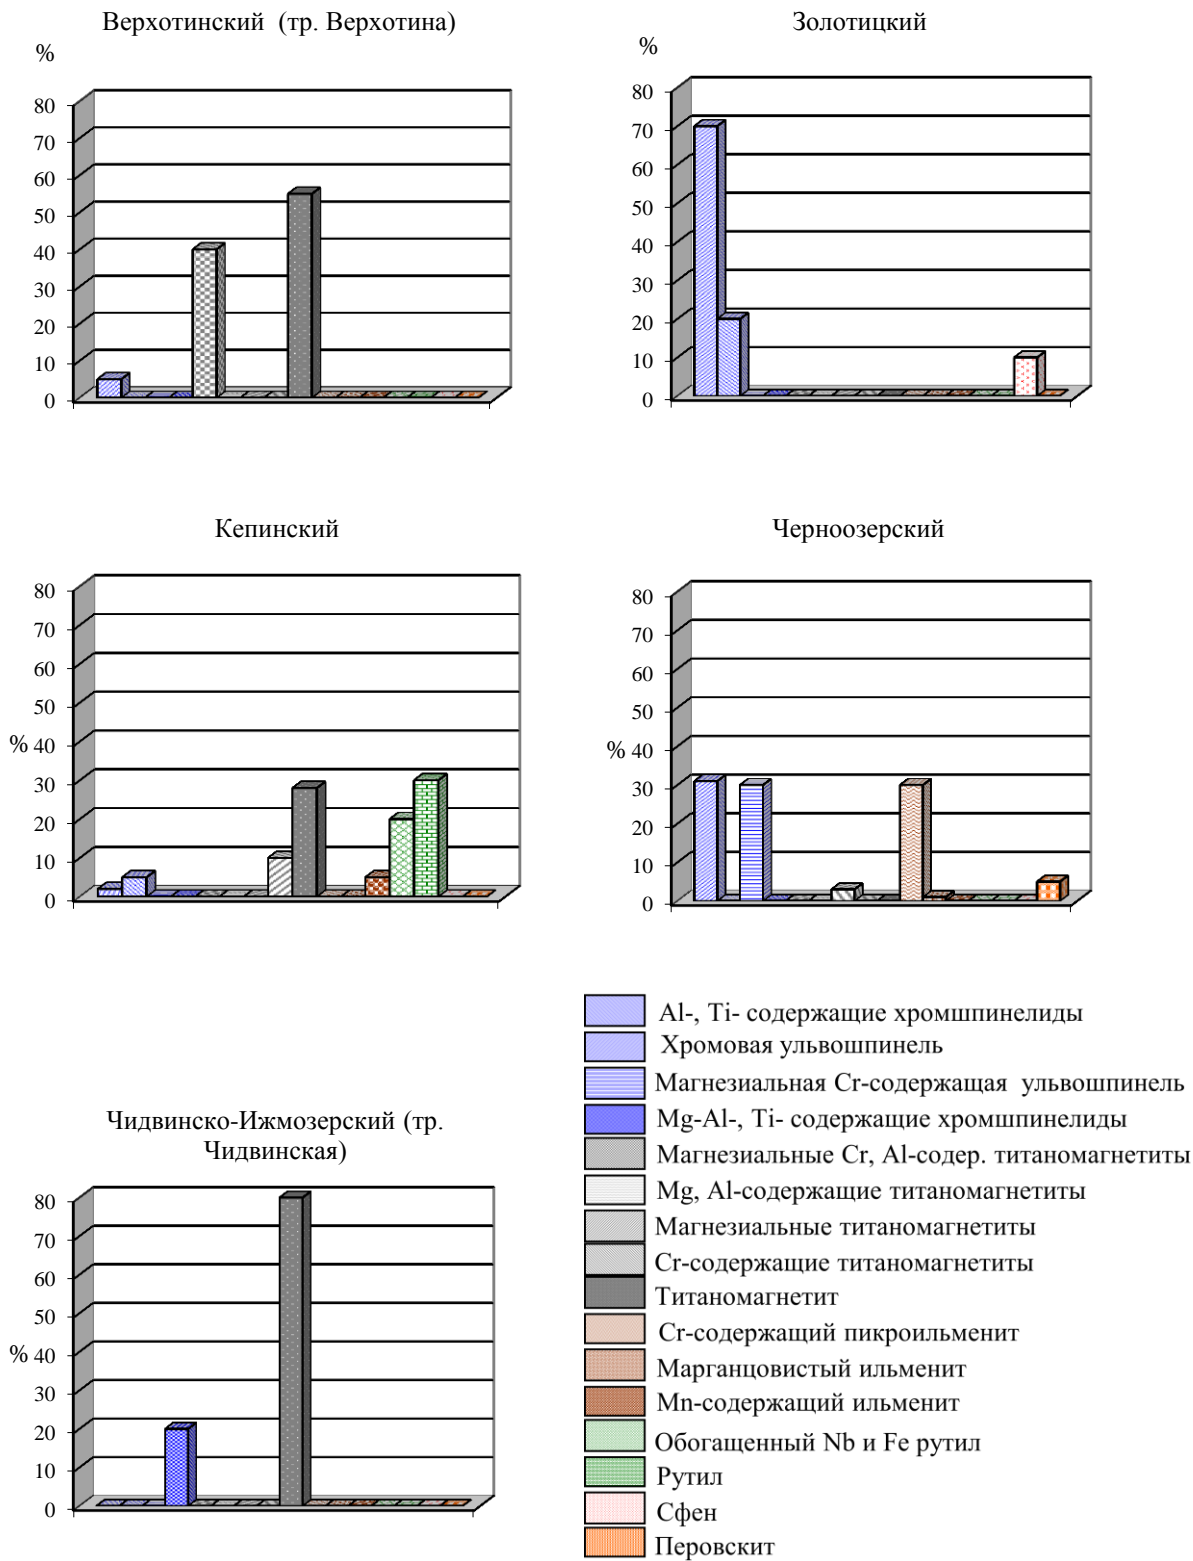 Верхотинский (тр. Верхотина)
%
80
70
60
50
40
30
20
10
0
Золотицкий
%
80
70
60
50
40
30
20
10
0
Кепинский
80
70
60
50
% 40
30
20
10
0
Черноозерский
80
70
60
50
% 40
30
20
10
0
Чидвинско-Ижмозерский (тр.
Чидвинская)
80
70
60
50
% 40
30
20
10
0
Al-, Ti- содержащие хромшпинелиды
Хромовая ульвошпинель
Магнезиальная Cr-содержащая ульвошпинель
Mg-Al-, Ti- содержащие хромшпинелиды
Магнезиальные Cr, Al-содер. титаномагнетиты
Mg, Al-содержащие титаномагнетиты
Магнезиальные титаномагнетиты
Cr-содержащие титаномагнетиты
Титаномагнетит
Cr-содержащий пикроильменит
Марганцовистый ильменит
Mn-содержащий ильменит
Обогащенный Nb и Fe рутил
Рутил
Сфен
Перовскит